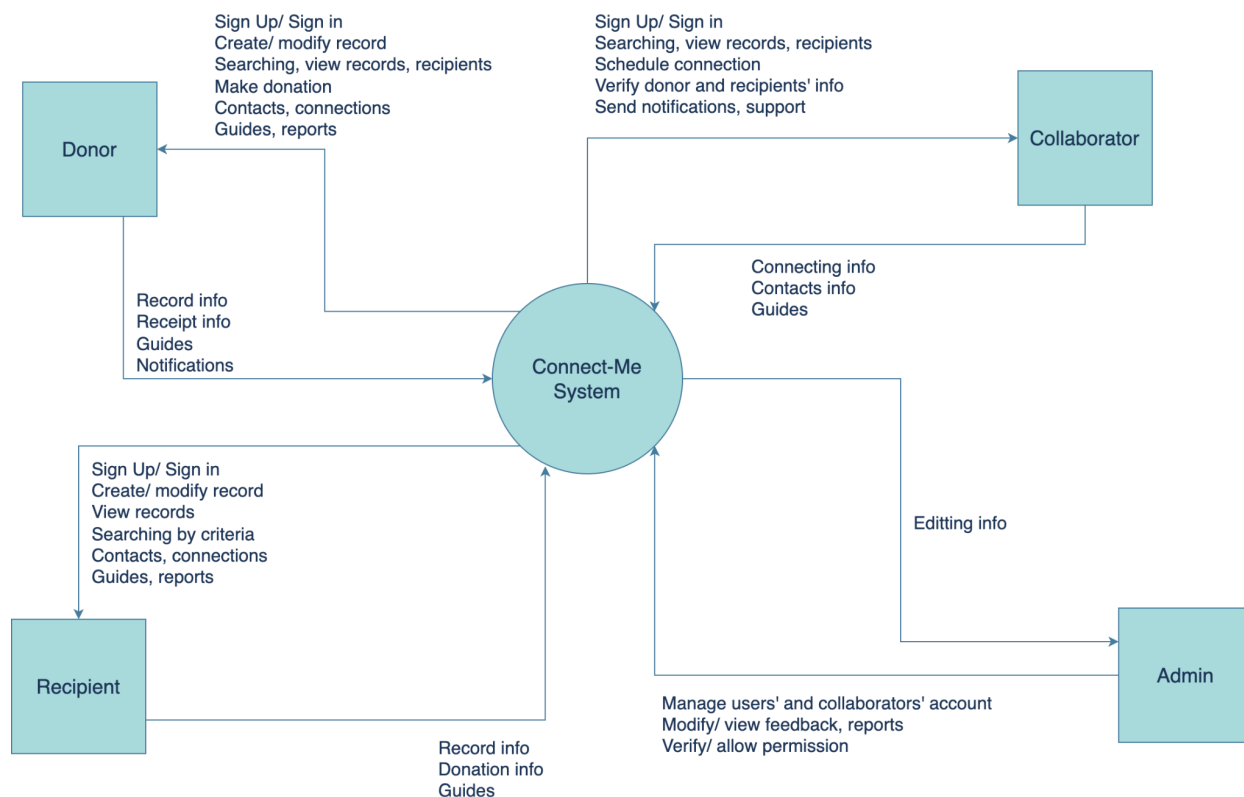 Sign Up/ Sign in
Create/ modify record
Searching, view records, recipients
Make donation
Contacts, connections
Guides, reports
Sign Up/ Sign in
Searching, view records, recipients
Schedule connection
Verify donor and recipients' info
Send notifications, support
Donor
Collaborator
Record info
Receipt info
Guides
Notifications
Connecting info
Contacts info
Guides
Connect-Me
System
Sign Up/ Sign in
Create/ modify record
View records
Searching by criteria
Contacts, connections
Guides, reports
Editting info
Recipient
Admin
Record info
Donation info
Guides
Manage users' and collaborators' account
Modify/ view feedback, reports
Verify/ allow permission